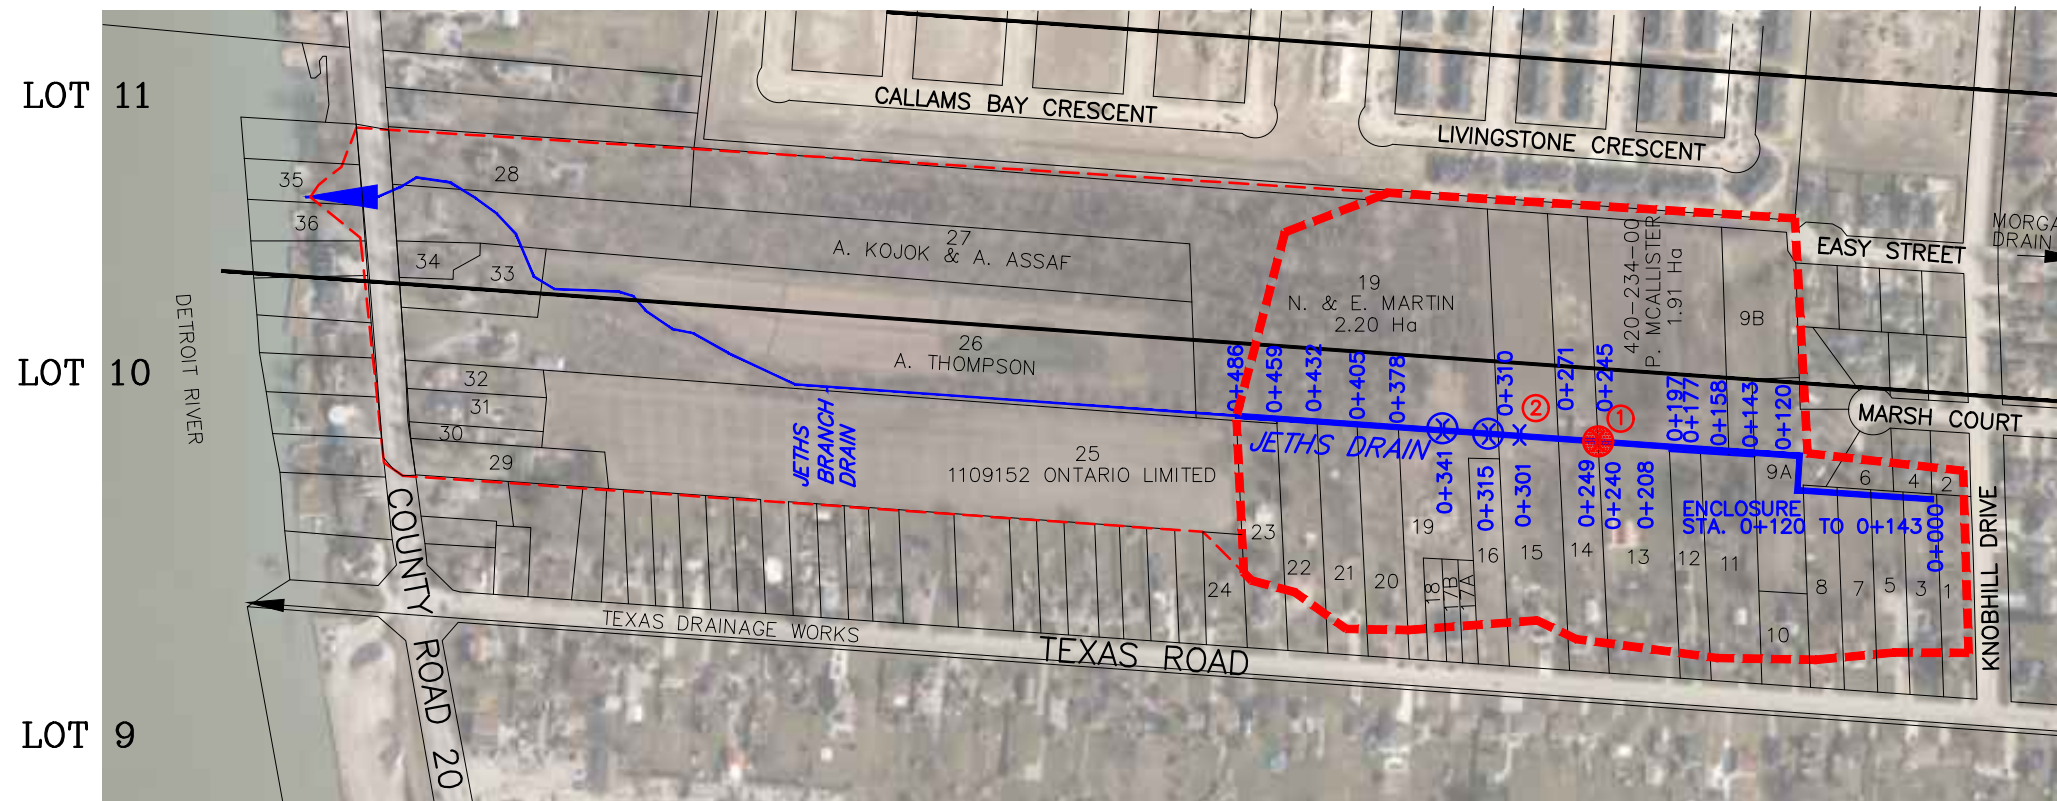 LOT 11
LOT 10
LOT 9
CALLAMS BAY CRESCENT
LIVINGSTONE CRESCENT
28
35
36
27
A. KOJOK & A. ASSAF
34
33
DETROIT RIVER
26
A. THOMPSON
32
31
30
29
JETHS
BRANCH
DRAIN
25
1109152 ONTARIO LIMITED
19
N. & E. MARTIN
2.20 Ha
420-234-00
P. MCALLISTER
1.91 Ha
9B
EASY STREET
DRAIN
MARSH COURT
0+486
0+459
0+432
0+405
0+378
0+310
0+271
0+245
0+197
0+177
0+158
0+143
0+120
2
1
JETHS DRAIN
0+341
0+315
0+301
0+249
0+240
0+208
9A
6
4
2
ENCLOSURE
STA. 0+120 TO 0+143
0+000
KNOBHILL DRIVE
23
22
21
20
19
18
17B
17A
16
15
14
13
12
11
10
8
7
5
3
1
24
COUNTY ROAD 20
TEXAS DRAINAGE WORKS
TEXAS ROAD